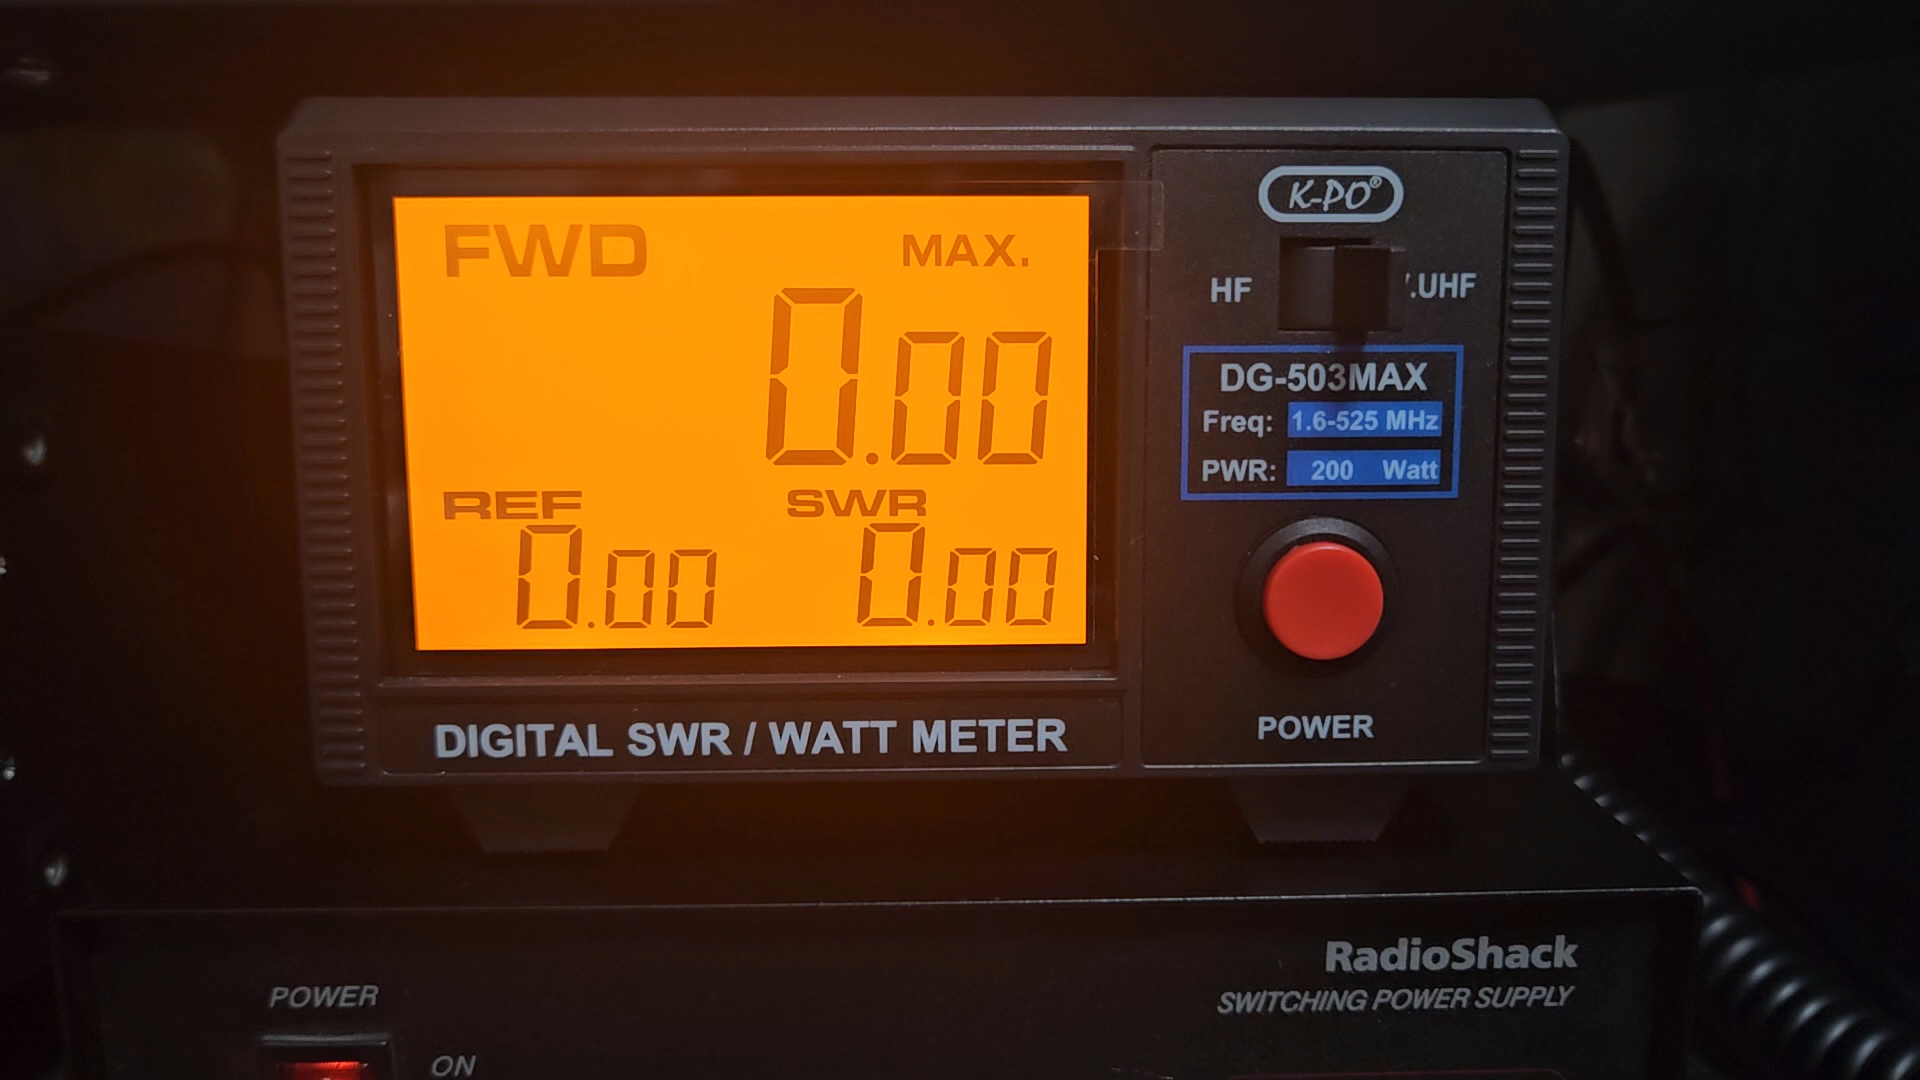 K-PO®
FWD
MAX.
0.00
HF
.UHF
DG-503MAX
Freq: 1.6-525 MHz
PWR: 200 Watt
REF
SWR
0.00
0.00
DIGITAL SWR / WATT METER
POWER
RadioShack
SWITCHING POWER SUPPLY
POWER
ON